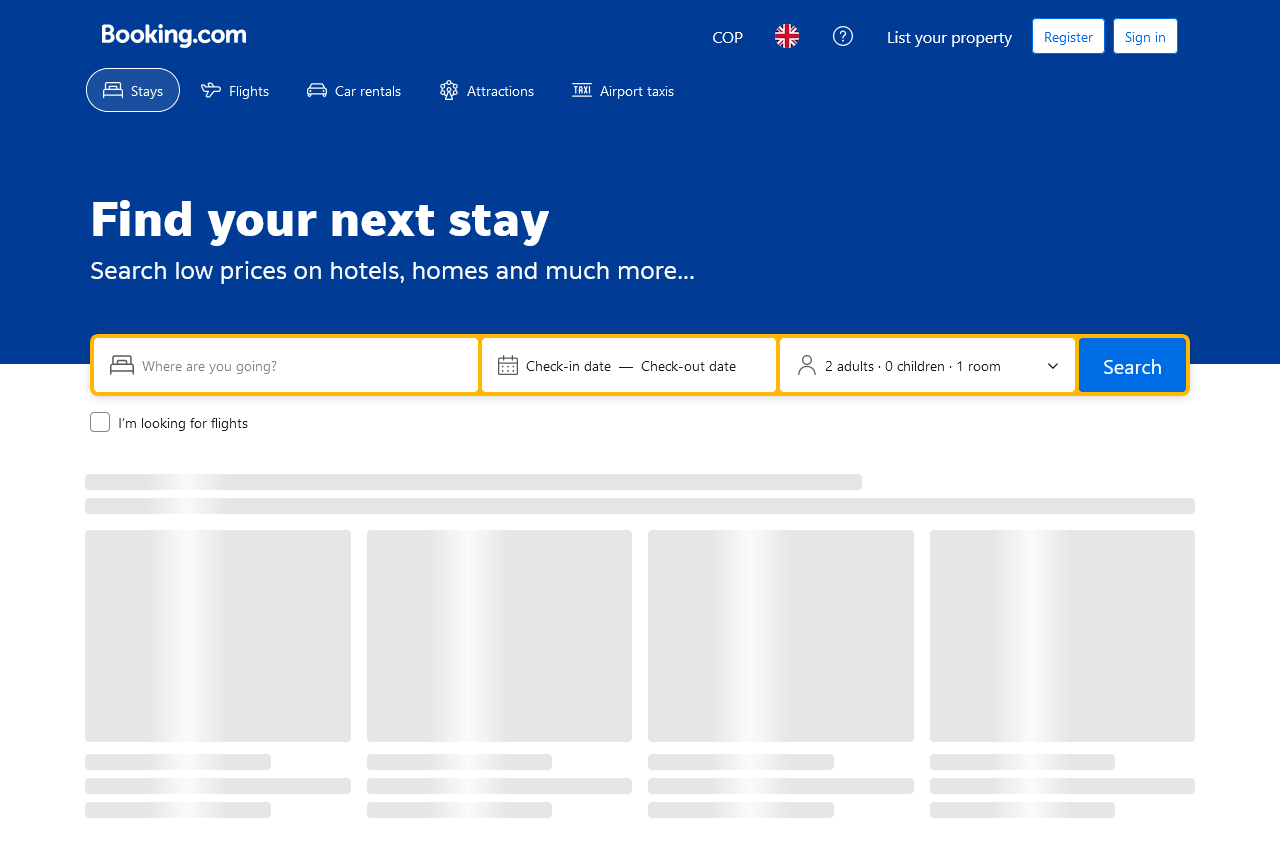 Booking.com
COP
List your property
Register
Sign in
Stays
Flights
Car rentals
Attractions
TAXI
Airport taxis
Find your next stay
Search low prices on hotels, homes and much more...
Where are you going?
Check-in date — Check-out date
2 adults · 0 children · 1 room
Search
I'm looking for flights